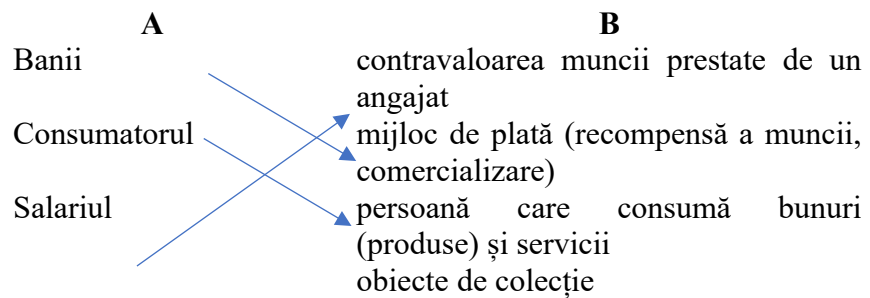 A B
Banii contravaloarea muncii prestate de un
angajat
Consumatorul mijloc de plată (recompensă a muncii,
comercializare)
Salariul persoană care consumă bunuri
(produse) și servicii
obiecte de colecție